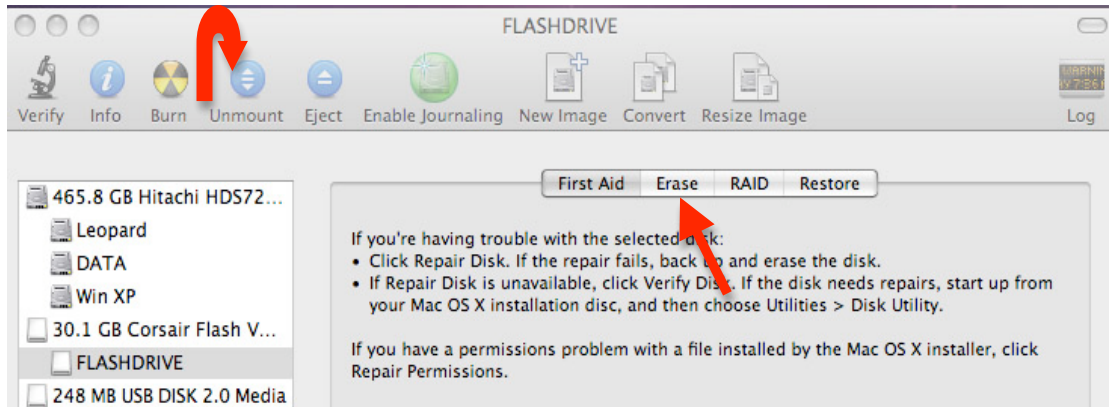 FLASHDRIVE
Verify Info Burn Unmount Eject Enable Journaling New Image Convert Resize Image Log
First Aid Erase RAID Restore
465.8 GB Hitachi HDS72...
Leopard
DATA
Win XP
30.1 GB Corsair Flash V...
FLASHDRIVE
248 MB USB DISK 2.0 Media
If you're having trouble with the selected disk:
• Click Repair Disk. If the repair fails, back up and erase the disk.
• If Repair Disk is unavailable, click Verify Disk. If the disk needs repairs, start up from
your Mac OS X installation disc, and then choose Utilities > Disk Utility.
If you have a permissions problem with a file installed by the Mac OS X installer, click
Repair Permissions.